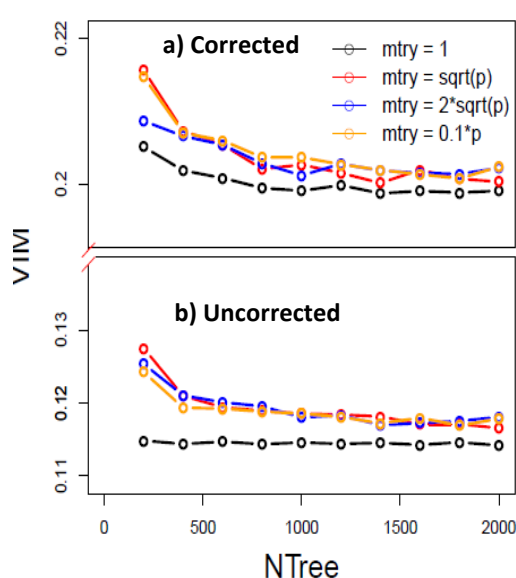 0.22
a) Corrected
mtry = 1
mtry = sqrt(p)
mtry = 2*sqrt(p)
mtry = 0.1*p
0.2
VIM
b) Uncorrected
0.13
0.12
0.11
0 500 1000 1500 2000
NTree